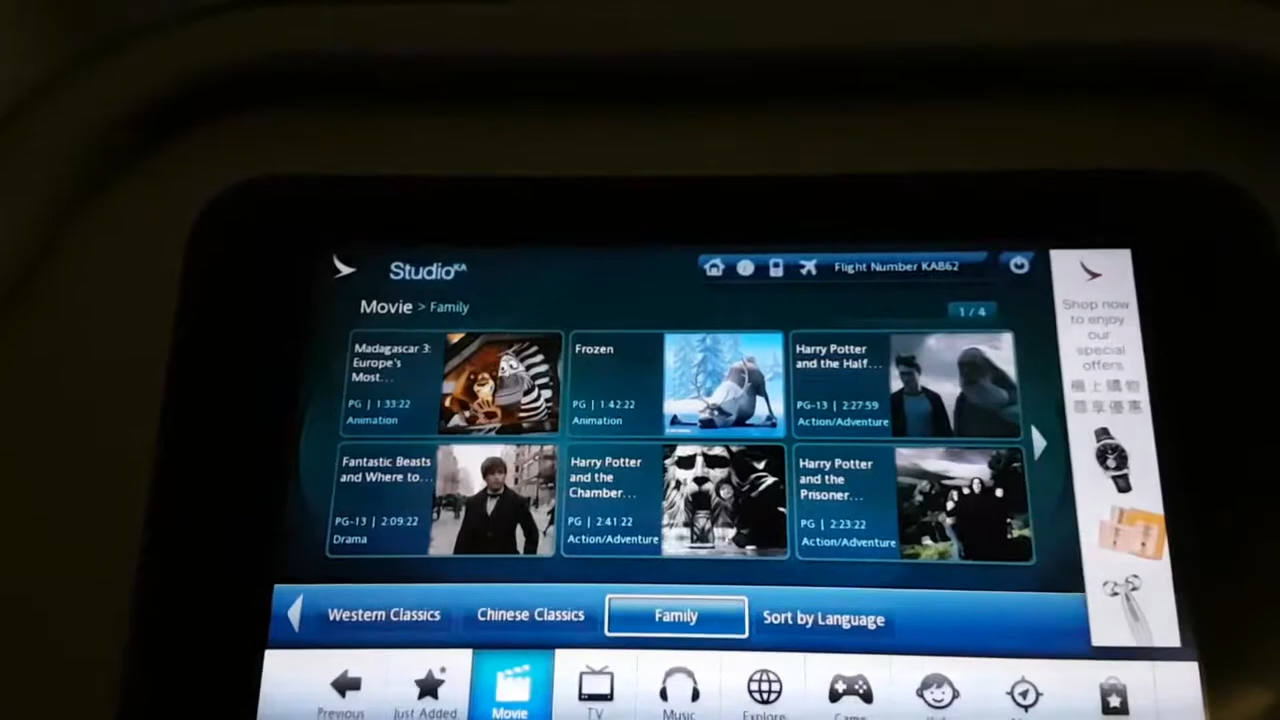 Studio KA
Flight Number KA862
Movie > Family
1 / 4
Madagascar 3:
Europe's
Most...
PG | 1:33:22
Animation
Frozen
PG | 1:42:22
Animation
Harry Potter
and the Half...
PG-13 | 2:27:59
Action/Adventure
Fantastic Beasts
and Where to...
PG-13 | 2:09:22
Drama
Harry Potter
and the
Chamber...
PG | 2:41:22
Action/Adventure
Harry Potter
and the
Prisoner...
PG | 2:23:22
Action/Adventure
Shop now
to enjoy
our
special
offers
機上購物
尊享優惠
Western Classics
Chinese Classics
Family
Sort by Language
Previous
Just Added
Movie
TV
Music
Explore
Game